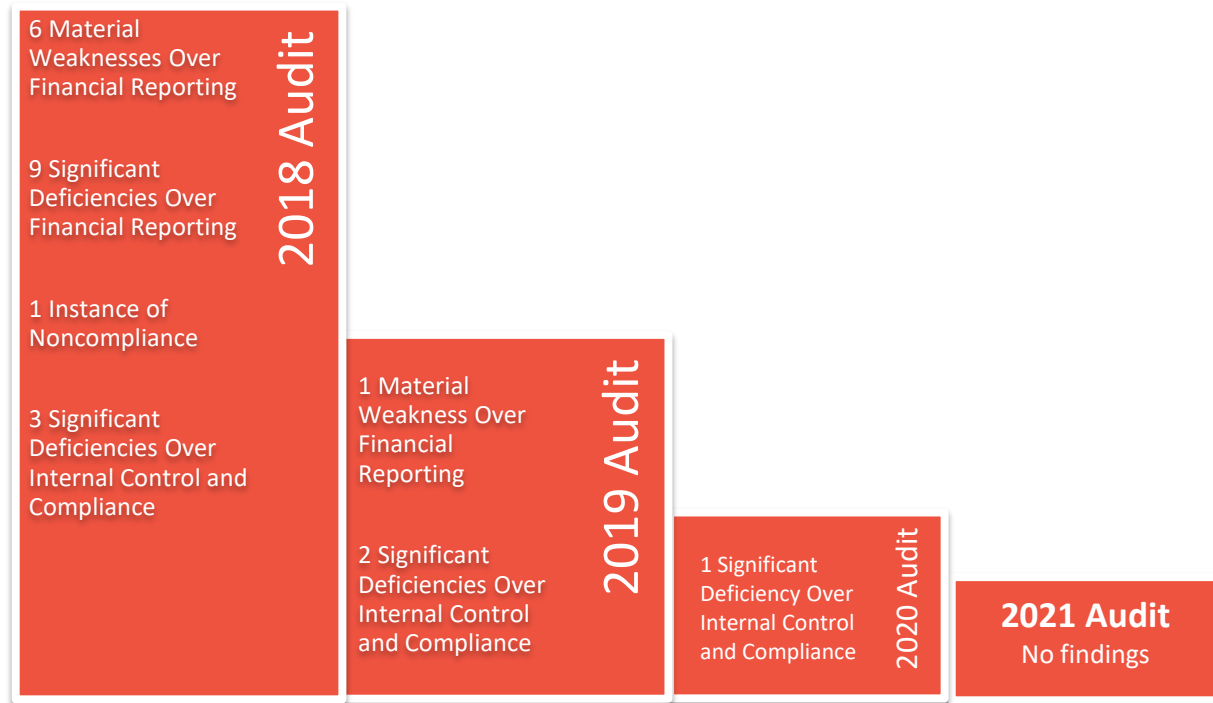 6 Material
Weaknesses Over
Financial Reporting
9 Significant
Deficiencies Over
Financial Reporting
1 Instance of
Noncompliance
3 Significant
Deficiencies Over
Internal Control and
Compliance
2018 Audit
1 Material
Weakness Over
Financial
Reporting
2 Significant
Deficiencies Over
Internal Control
and Compliance
2019 Audit
1 Significant
Deficiency Over
Internal Control
and Compliance
2020 Audit
2021 Audit
No findings